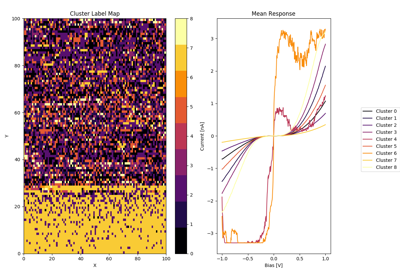 Cluster Label Map
Mean Response
100
80
60
40
20
0
y
0
20
40
60
80
100
x
8
7
6
5
4
3
2
1
0
Current [nA]
3
2
1
0
−1
−2
−3
−1.0
−0.5
0.0
0.5
1.0
Bias [V]
Cluster 0
Cluster 1
Cluster 2
Cluster 3
Cluster 4
Cluster 5
Cluster 6
Cluster 7
Cluster 8